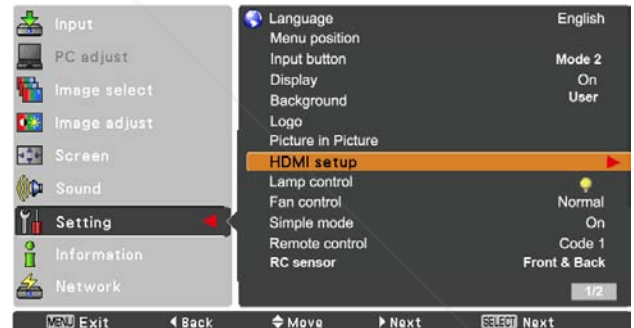 Input
PC adjust
Image select
Image adjust
Screen
Sound
Setting
Information
Network
Language English
Menu position
Input button Mode 2
Display On
Background User
Logo
Picture in Picture
HDMI setup
Lamp control
Fan control Normal
Simple mode On
Remote control Code 1
RC sensor Front & Back
1/2
MENU Exit Back Move Next SELECT Next